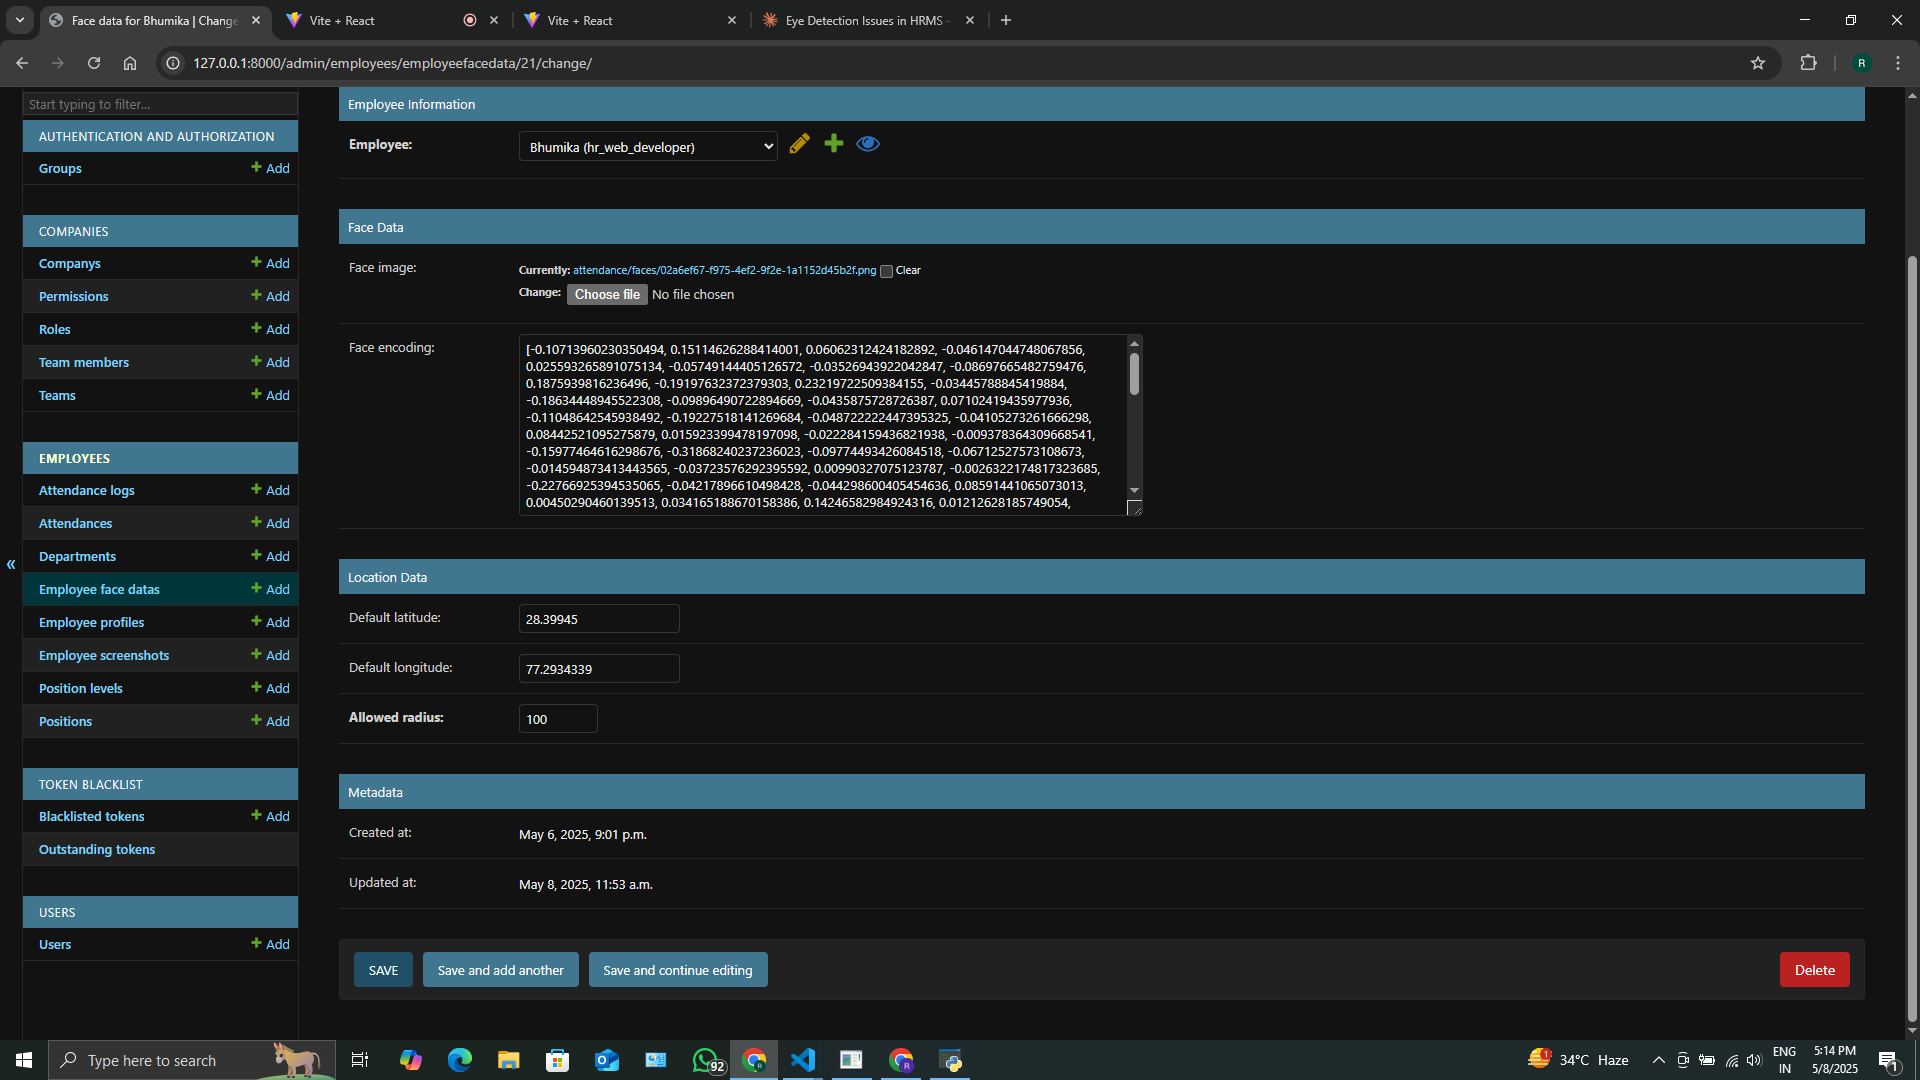 Face data for Bhumika | Change
Vite + React
Vite + React
Eye Detection Issues in HRMS -
127.0.0.1:8000/admin/employees/employeefacedata/21/change/
R
Start typing to filter...
AUTHENTICATION AND AUTHORIZATION
Groups
Add
COMPANIES
Companys
Add
Permissions
Add
Roles
Add
Team members
Add
Teams
Add
EMPLOYEES
Attendance logs
Add
Attendances
Add
Departments
Add
Employee face datas
Add
Employee profiles
Add
Employee screenshots
Add
Position levels
Add
Positions
Add
TOKEN BLACKLIST
Blacklisted tokens
Add
Outstanding tokens
USERS
Users
Add
«
Employee Information
Employee:
Bhumika (hr_web_developer)
Face Data
Face image:
Currently: attendance/faces/02a6ef67-f975-4ef2-9f2e-1a1152d45b2f.png Clear
Change: Choose file No file chosen
Face encoding:
[-0.10713960230350494, 0.15114626288414001, 0.06062312424182892, -0.046147044748067856,
0.025593265891075134, -0.05749144405126572, -0.03526943922042847, -0.08697665482759476,
0.1875939816236496, -0.19197632372379303, 0.23219722509384155, -0.03445788845419884,
-0.18634448945522308, -0.09896490722894669, -0.0435875728726387, 0.07102419435977936,
-0.11048642545938492, -0.19227518141269684, -0.048722222447395325, -0.04105273261666298,
0.08442521095275879, 0.015923399478197098, -0.022284159436821938, -0.009378364309668541,
-0.15977464616298676, -0.31868240237236023, -0.09774493426084518, -0.06712527573108673,
-0.014594873413443565, -0.03723576292395592, 0.00990327075123787, -0.0026322174817323685,
-0.22766925394535065, -0.04217896610498428, -0.044298600405454636, 0.08591441065073013,
0.00450290460139513, 0.034165188670158386, 0.14246582984924316, 0.01212628185749054,
Location Data
Default latitude:
28.39945
Default longitude:
77.2934339
Allowed radius:
100
Metadata
Created at:
May 6, 2025, 9:01 p.m.
Updated at:
May 8, 2025, 11:53 a.m.
SAVE
Save and add another
Save and continue editing
Delete
Type here to search
92
34°C Haze
ENG
IN
5:14 PM
5/8/2025
1